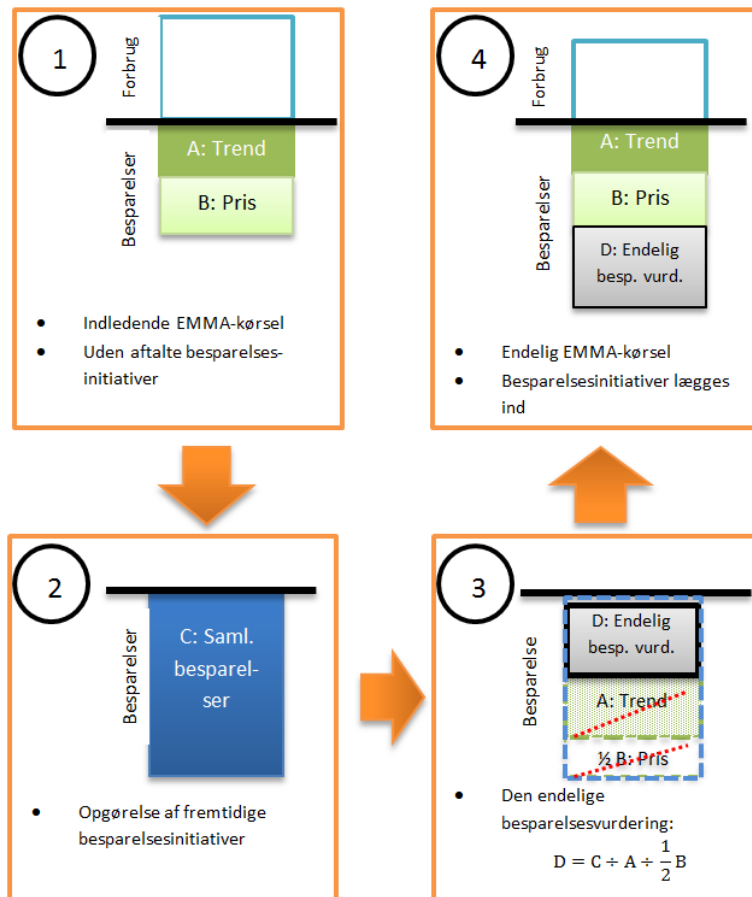 1
Forbrug
Besparelser
A: Trend
B: Pris
• Indledende EMMA-kørsel
• Uden aftalte besparelses-
initiativer
2
Besparelser
C: Saml.
besparel-
ser
• Opgørelse af fremtidige
besparelsesinitiativer
3
Besparelse
D: Endelig
besp. vurd.
A: Trend
½ B: Pris
• Den endelige
besparelsesvurdering:
D = C ÷ A ÷ 1/2 B
4
Forbrug
Besparelser
A: Trend
B: Pris
D: Endelig
besp. vurd.
• Endelig EMMA-kørsel
• Besparelsesinitiativer lægges
ind